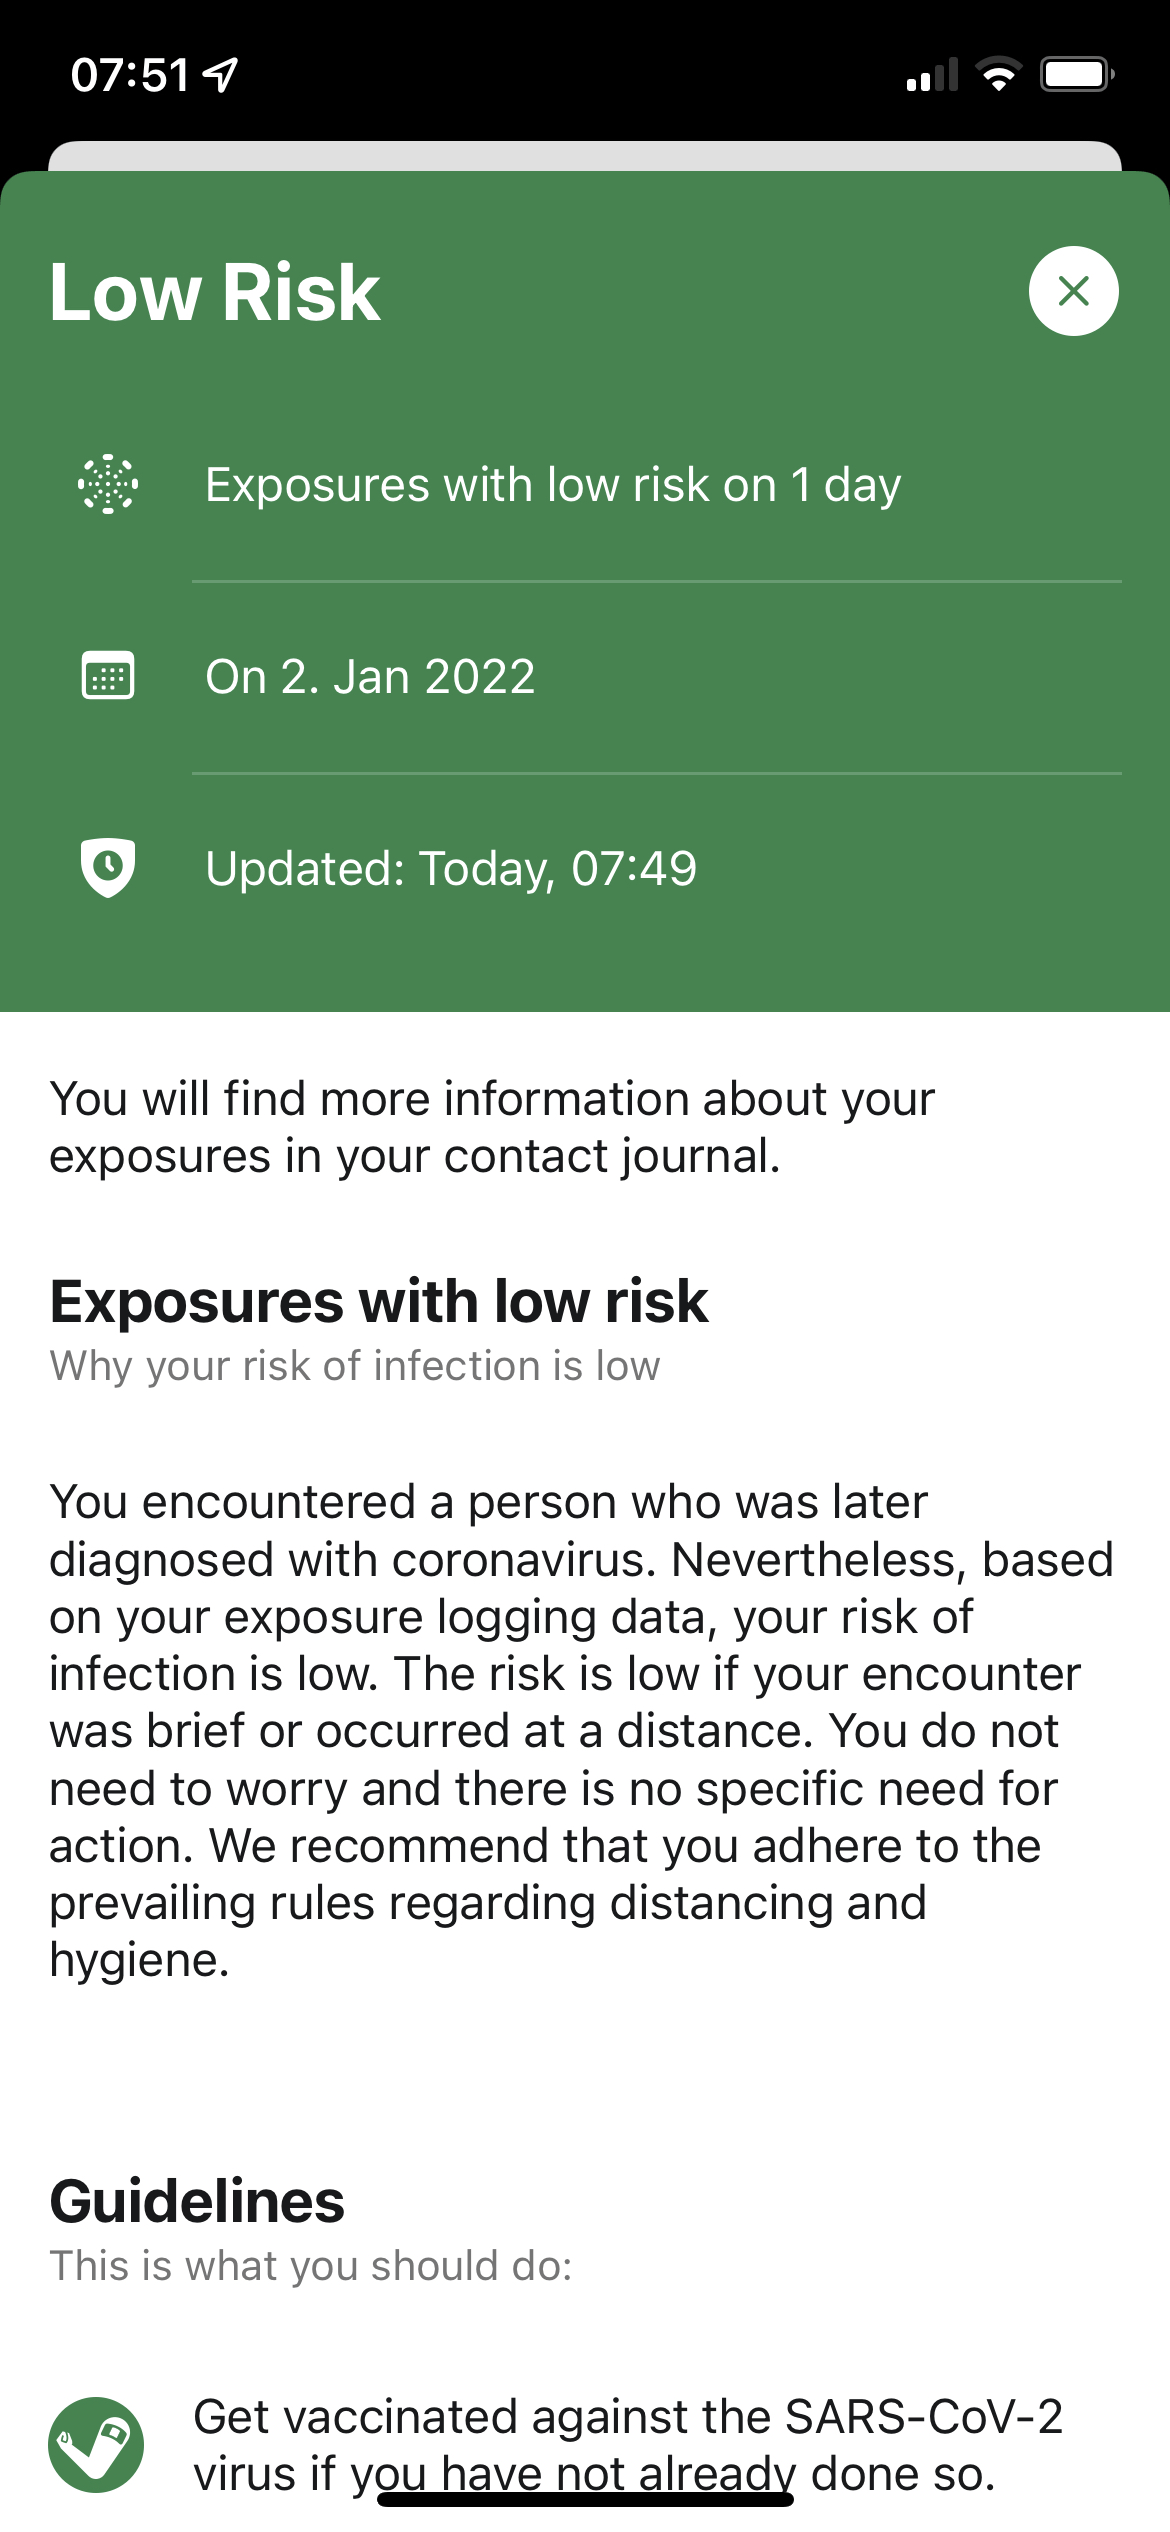 07:51
Low Risk
Exposures with low risk on 1 day
On 2. Jan 2022
Updated: Today, 07:49
You will find more information about your
exposures in your contact journal.
Exposures with low risk
Why your risk of infection is low
You encountered a person who was later
diagnosed with coronavirus. Nevertheless, based
on your exposure logging data, your risk of
infection is low. The risk is low if your encounter
was brief or occurred at a distance. You do not
need to worry and there is no specific need for
action. We recommend that you adhere to the
prevailing rules regarding distancing and
hygiene.
Guidelines
This is what you should do:
Get vaccinated against the SARS-CoV-2
virus if you have not already done so.